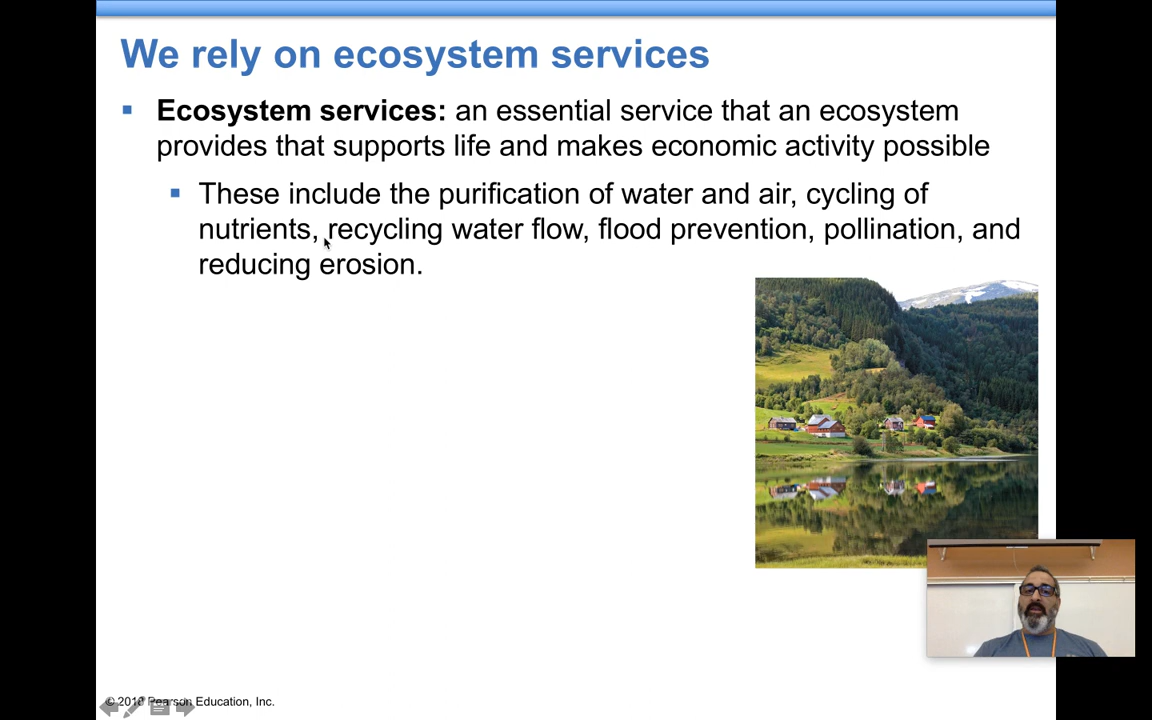 We rely on ecosystem services
Ecosystem services: an essential service that an ecosystem
provides that supports life and makes economic activity possible
These include the purification of water and air, cycling of
nutrients, recycling water flow, flood prevention, pollination, and
reducing erosion.
© Pearson Education, Inc.